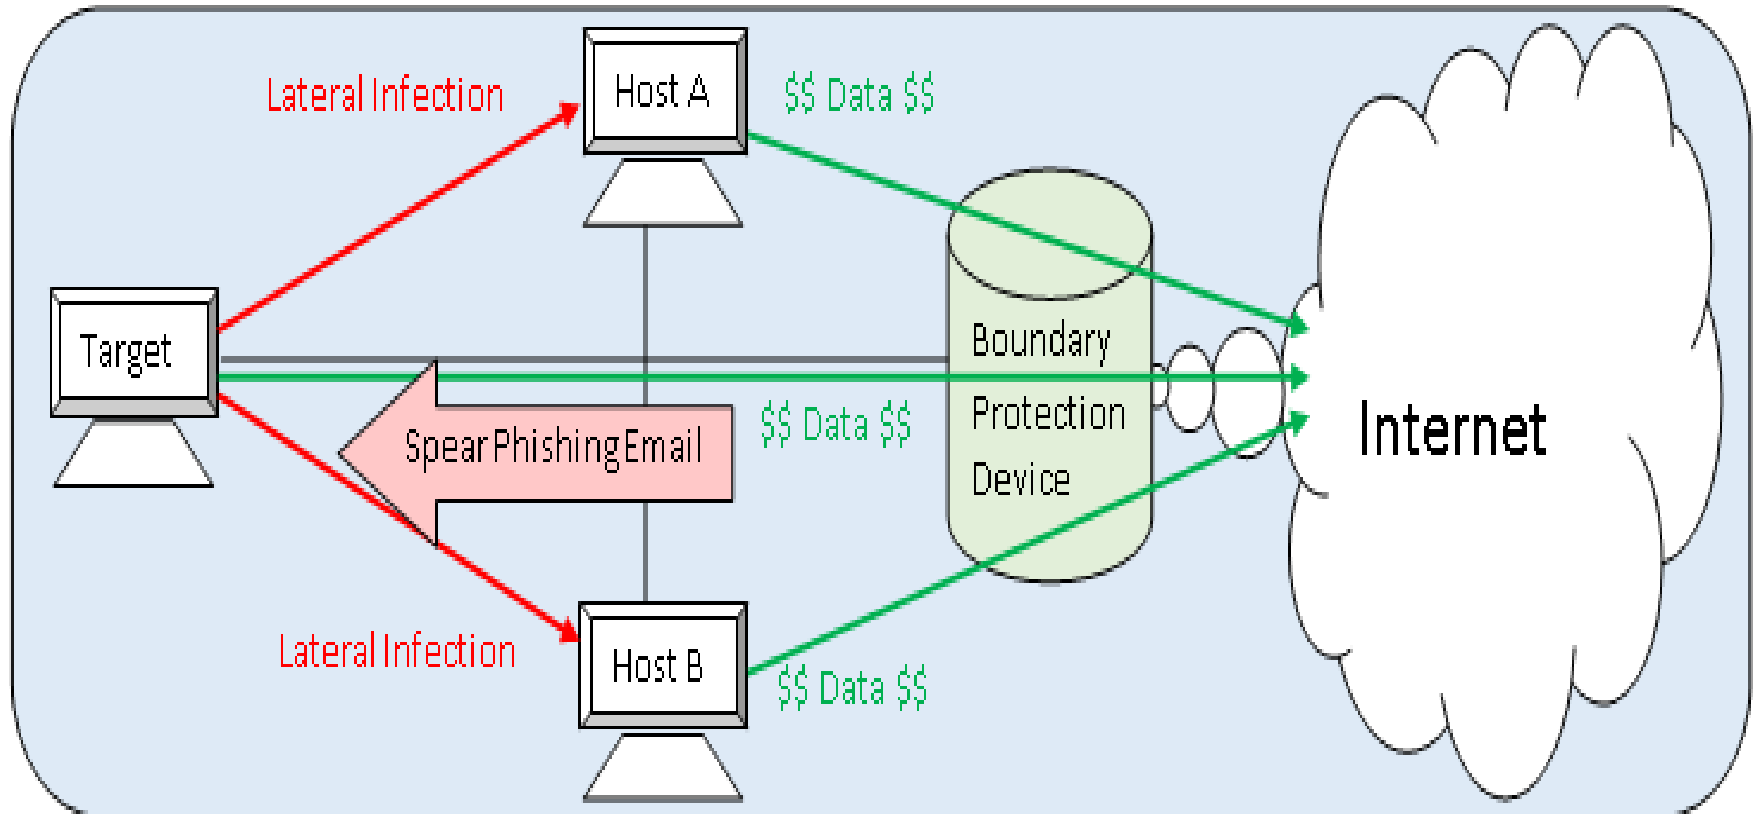 Lateral Infection
Host A
$$ Data $$
Target
Boundary
Protection
Device
Spear Phishing Email
$$ Data $$
Internet
Lateral Infection
Host B
$$ Data $$